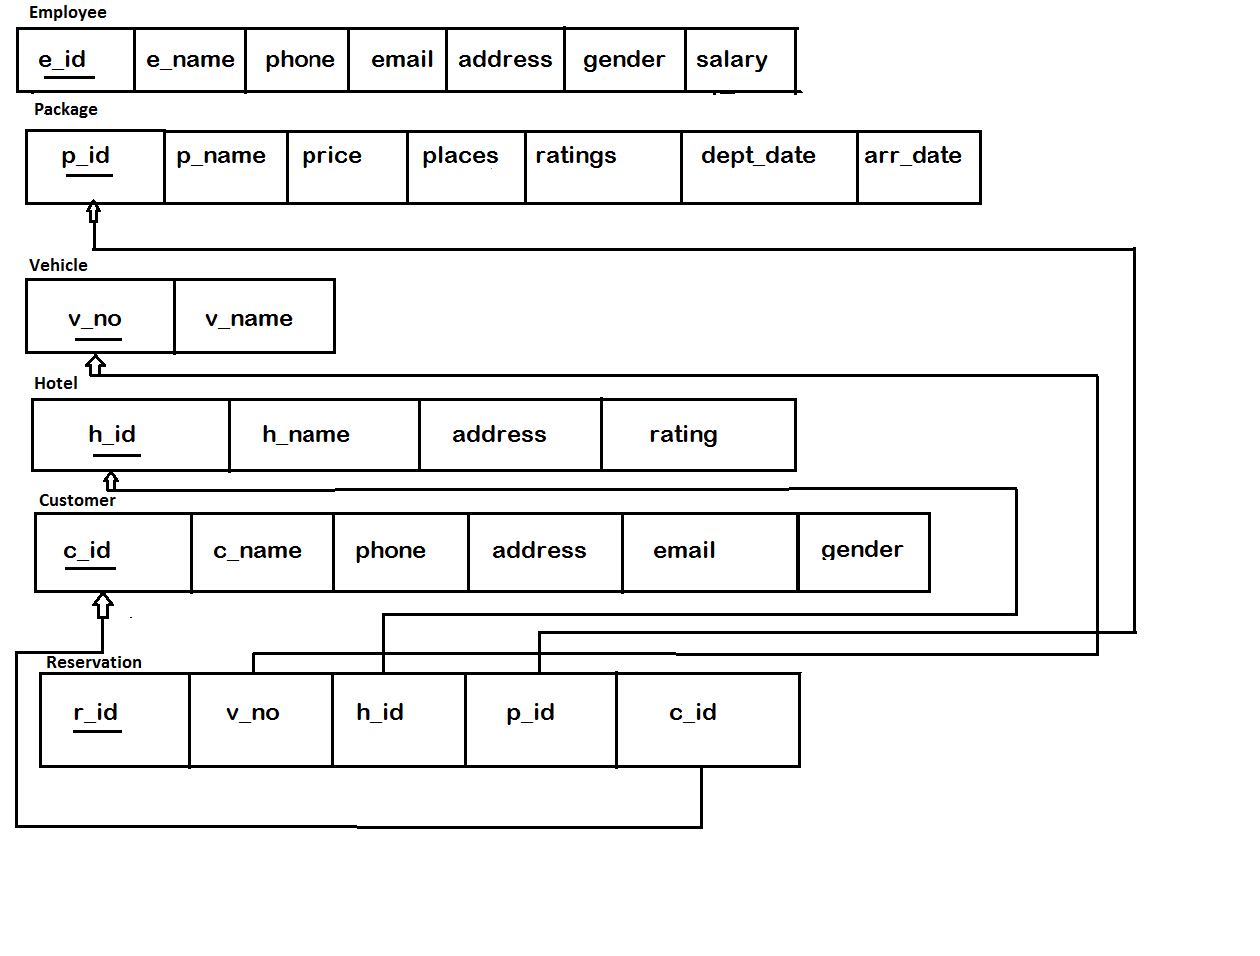 Employee
e_id e_name phone email address gender salary
Package
p_id p_name price places ratings dept_date arr_date
Vehicle
v_no v_name
Hotel
h_id h_name address rating
Customer
c_id c_name phone address email gender
Reservation
r_id v_no h_id p_id c_id